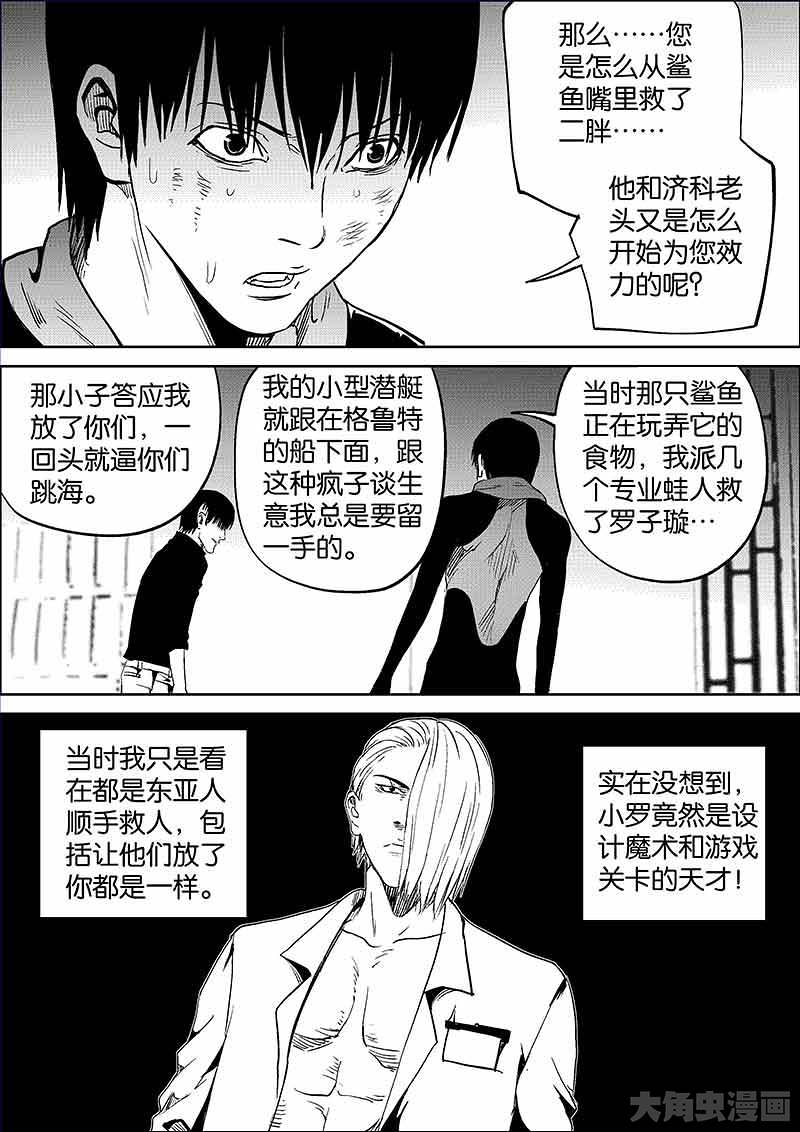 那么……您
是怎么从鲨
鱼嘴里救了
二胖……
他和济科老
头又是怎么
开始为您效
力的呢？
当时那只鲨鱼
正在玩弄它的
食物，我派几
个专业蛙人救
了罗子璇…
我的小型潜艇
就跟在格鲁特
的船下面，跟
这种疯子谈生
意我总是要留
一手的。
那小子答应我
放了你们，一
回头就逼你们
跳海。
当时我只是看
在都是东亚人
顺手救人，包
括让他们放了
你都是一样。
实在没想到，
小罗竟然是设
计魔术和游戏
关卡的天才！
大角虫漫画